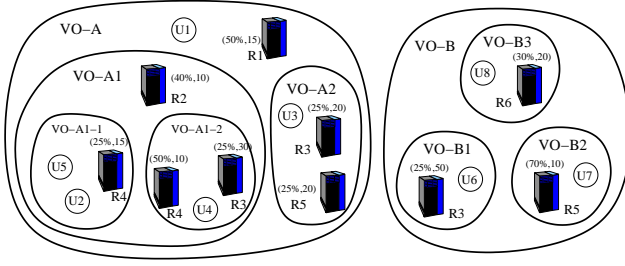 VO-A
U1
(50%,15)
R1
VO-A1
(40%,10)
R2
VO-A2
(25%,20)
U3
R3
(25%,20)
R5
VO-A1-1
(25%,15)
U5
U2
R4
VO-A1-2
(25%,30)
(50%,10)
R4
U4
R3
VO-B
VO-B3
(30%,20)
U8
R6
VO-B1
(25%,50)
U6
R3
VO-B2
(70%,10)
U7
R5